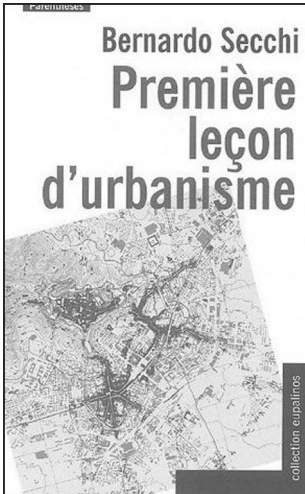 Parenthèses
Bernardo Secchi
Première
leçon
d'urbanisme
collection eupalinos